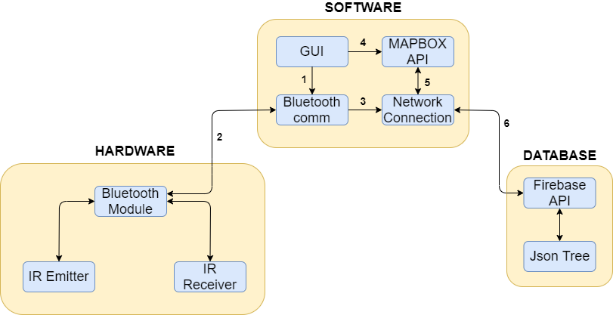 SOFTWARE
GUI
4
MAPBOX
API
1
5
Bluetooth
comm
3
Network
Connection
2
6
HARDWARE
Bluetooth
Module
IR Emitter
IR
Receiver
DATABASE
Firebase
API
Json Tree